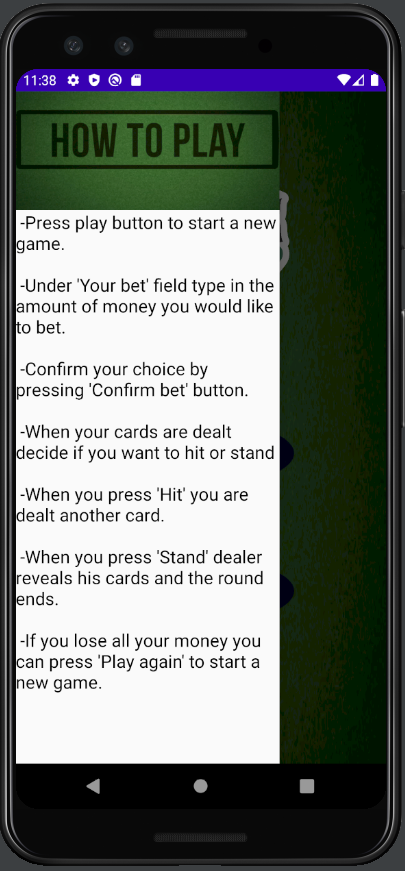 11:38
HOW TO PLAY
-Press play button to start a new
game.
-Under 'Your bet' field type in the
amount of money you would like
to bet.
-Confirm your choice by
pressing 'Confirm bet' button.
-When your cards are dealt
decide if you want to hit or stand
-When you press 'Hit' you are
dealt another card.
-When you press 'Stand' dealer
reveals his cards and the round
ends.
-If you lose all your money you
can press 'Play again' to start a
new game.